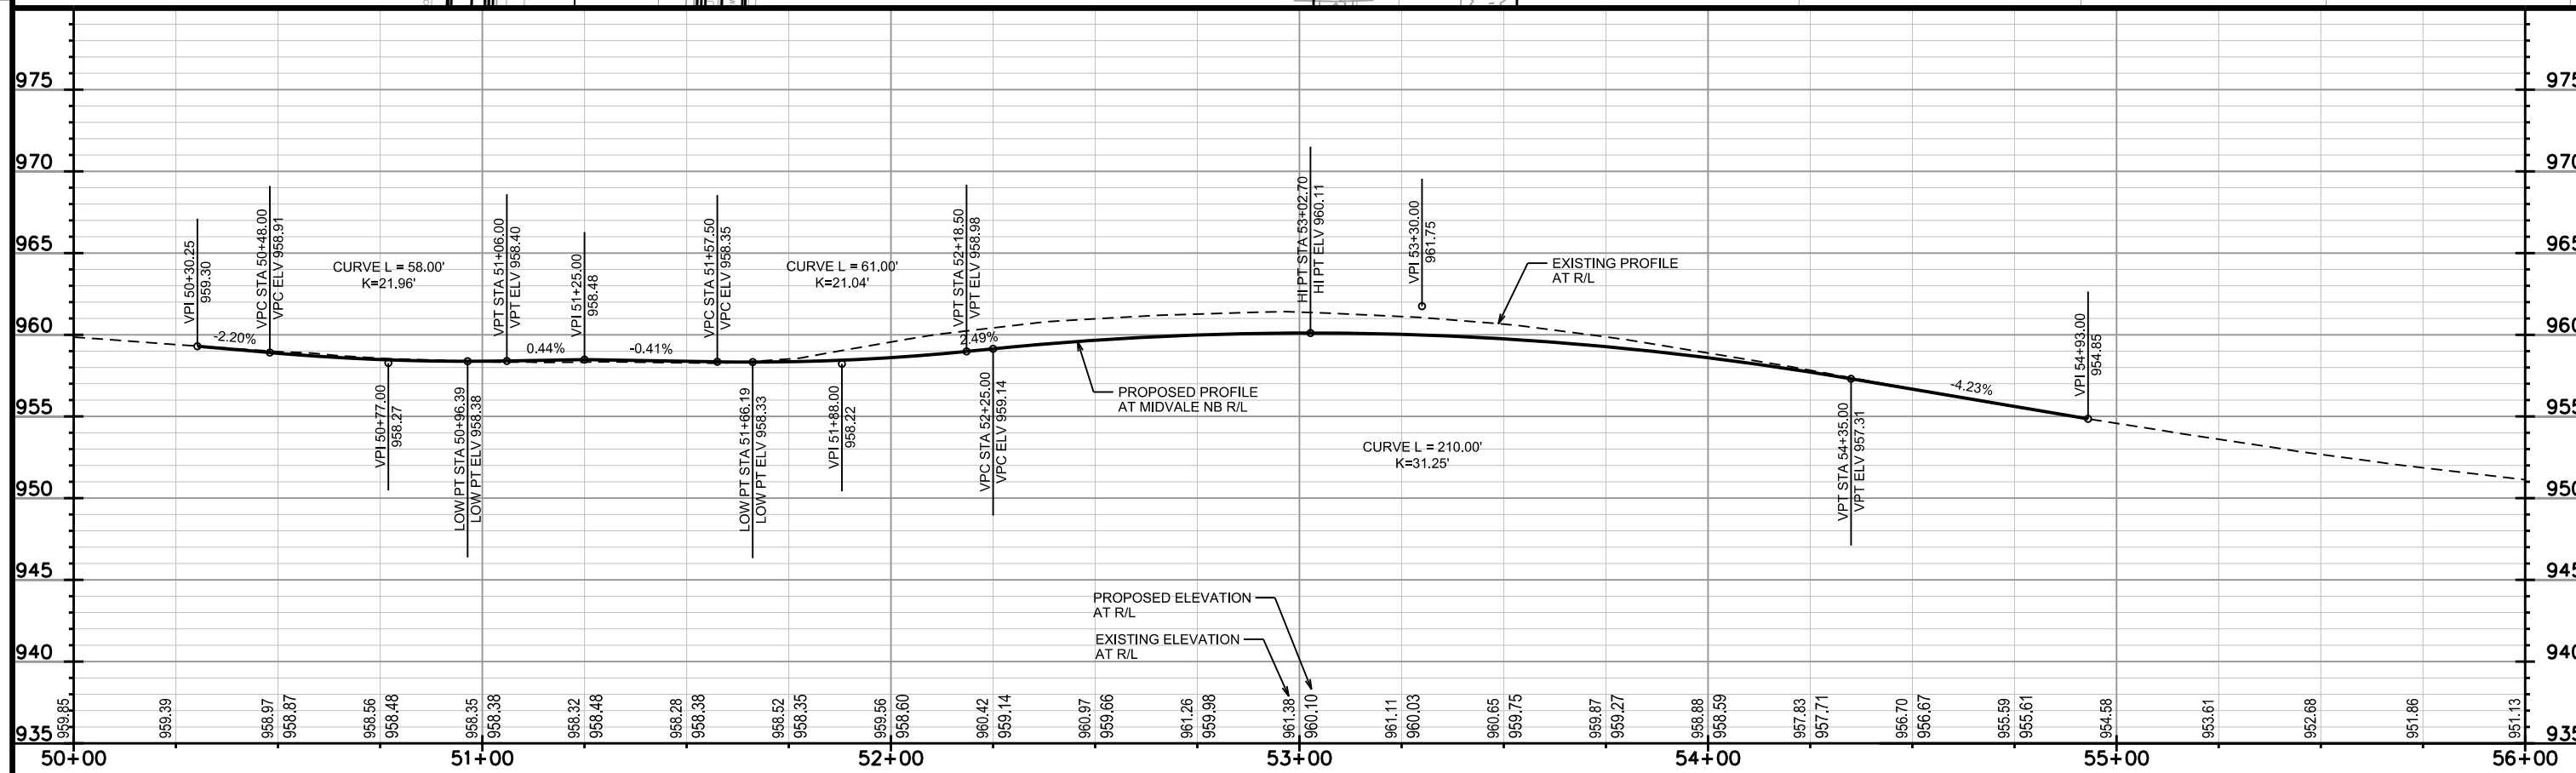 975
975
970
970
965
965
960
960
955
955
950
950
945
945
940
940
935
935
VPI 50+30.25
959.30
-2.20%
VPC STA 50+48.00
VPC ELV 958.91
CURVE L = 58.00'
K=21.96'
VPI 50+77.00
958.27
LOW PT STA 50+96.39
LOW PT ELV 958.38
VPT STA 51+06.00
VPT ELV 958.40
0.44%
VPI 51+25.00
958.48
-0.41%
VPC STA 51+57.50
VPC ELV 958.35
LOW PT STA 51+66.19
LOW PT ELV 958.33
CURVE L = 61.00'
K=21.04'
VPI 51+88.00
958.22
VPT STA 52+18.50
VPT ELV 958.98
2.49%
VPC STA 52+25.00
VPC ELV 959.14
PROPOSED PROFILE
AT MIDVALE NB R/L
HI PT STA 53+02.70
HI PT ELV 960.11
VPI 53+30.00
961.75
CURVE L = 210.00'
K=31.25'
EXISTING PROFILE
AT R/L
VPT STA 54+35.00
VPT ELV 957.31
-4.23%
VPI 54+93.00
954.85
PROPOSED ELEVATION
AT R/L
EXISTING ELEVATION
AT R/L
959.85
959.39
958.97
958.87
958.56
958.48
958.35
958.38
958.32
958.48
958.28
958.38
958.52
958.35
959.56
958.60
960.42
959.14
960.97
959.66
961.26
959.98
961.38
960.10
961.11
960.03
960.65
959.75
959.87
959.27
958.88
958.59
957.83
957.71
956.70
956.67
955.59
955.61
954.58
953.61
952.68
951.86
951.13
50+00
51+00
52+00
53+00
54+00
55+00
56+00